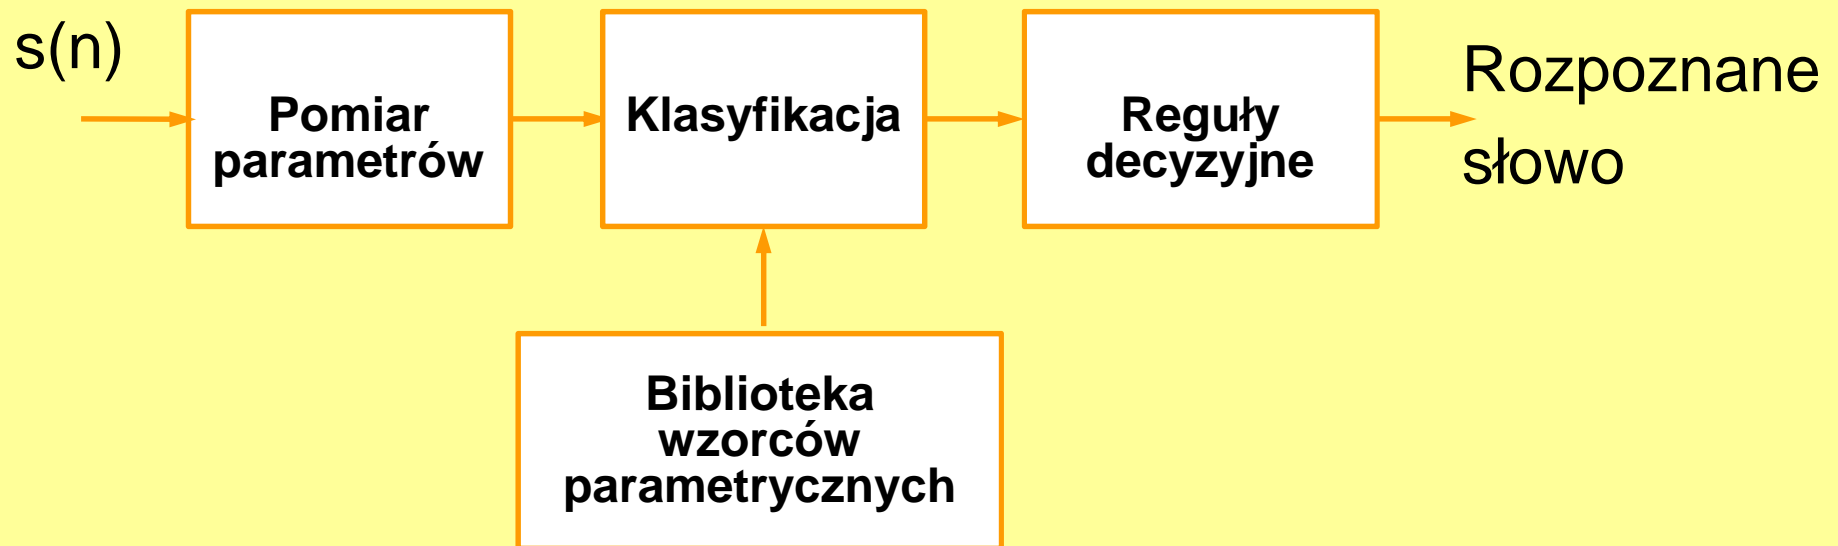 s(n)
Pomiar
parametrów
Klasyfikacja
Reguły
decyzyjne
Rozpoznane
słowo
Biblioteka
wzorców
parametrycznych